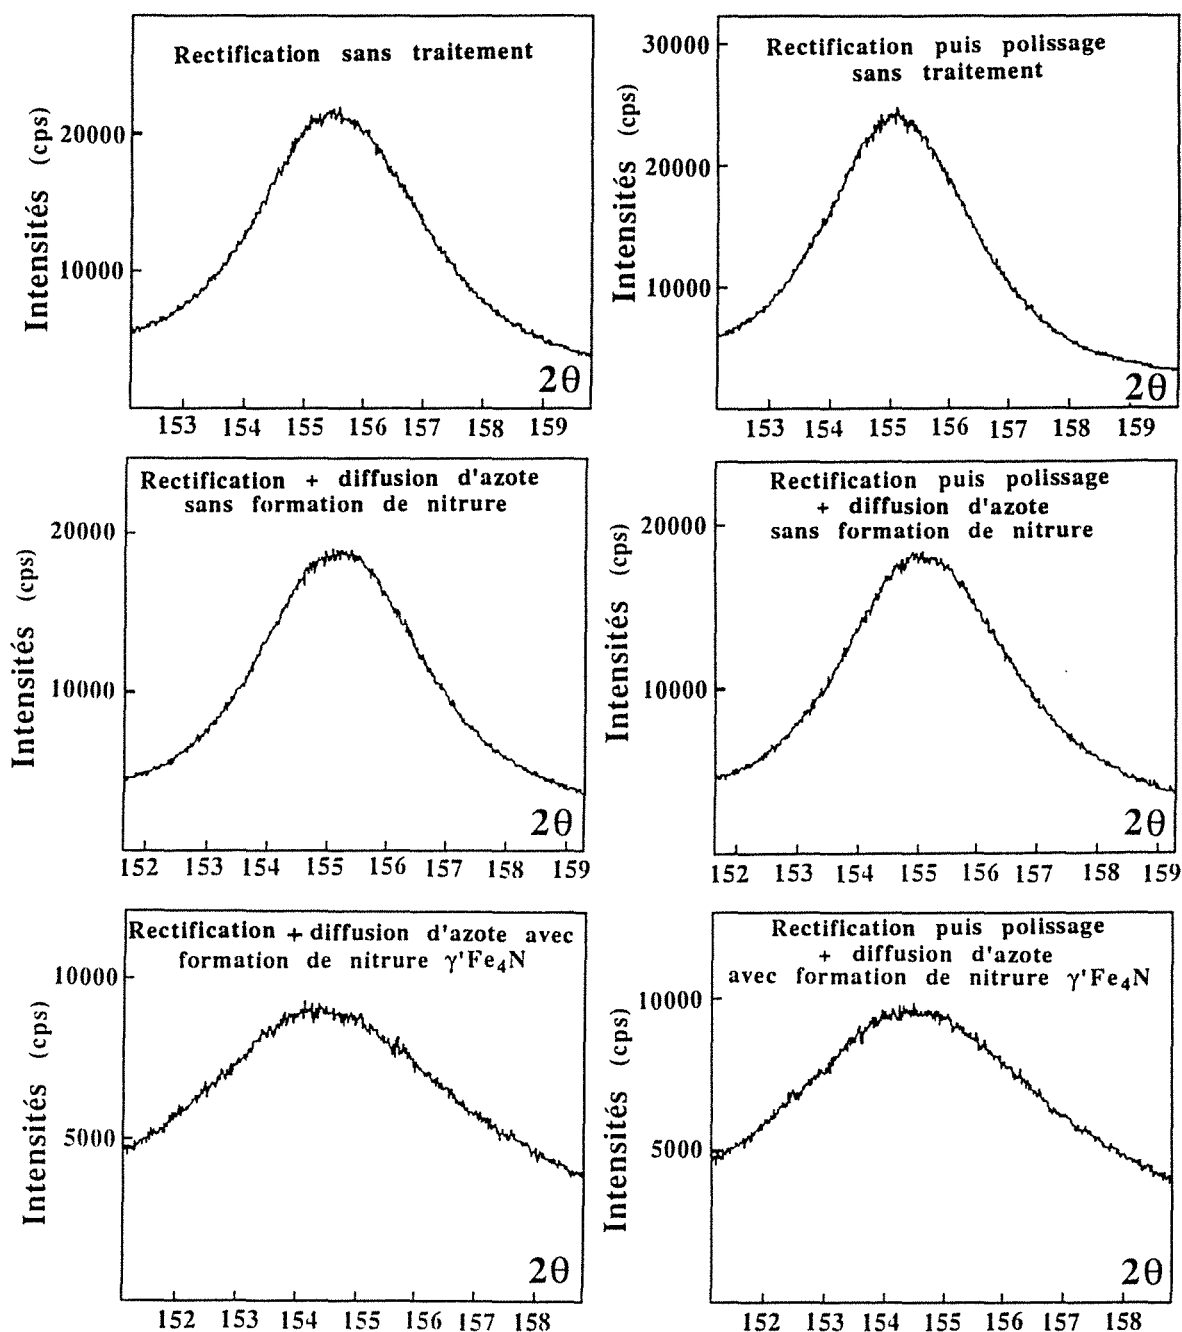 Rectification sans traitement
Intensités (cps)
20000
10000
2θ
153 154 155 156 157 158 159
Rectification puis polissage
sans traitement
Intensités (cps)
30000
20000
10000
2θ
153 154 155 156 157 158 159
Rectification + diffusion d'azote
sans formation de nitrure
Intensités (cps)
20000
10000
2θ
152 153 154 155 156 157 158 159
Rectification puis polissage
+ diffusion d'azote
sans formation de nitrure
Intensités (cps)
20000
10000
2θ
152 153 154 155 156 157 158 159
Rectification + diffusion d'azote avec
formation de nitrure γ'Fe₄N
Intensités (cps)
10000
5000
2θ
152 153 154 155 156 157 158
Rectification puis polissage
+ diffusion d'azote
avec formation de nitrure γ'Fe₄N
Intensités (cps)
10000
5000
2θ
152 153 154 155 156 157 158